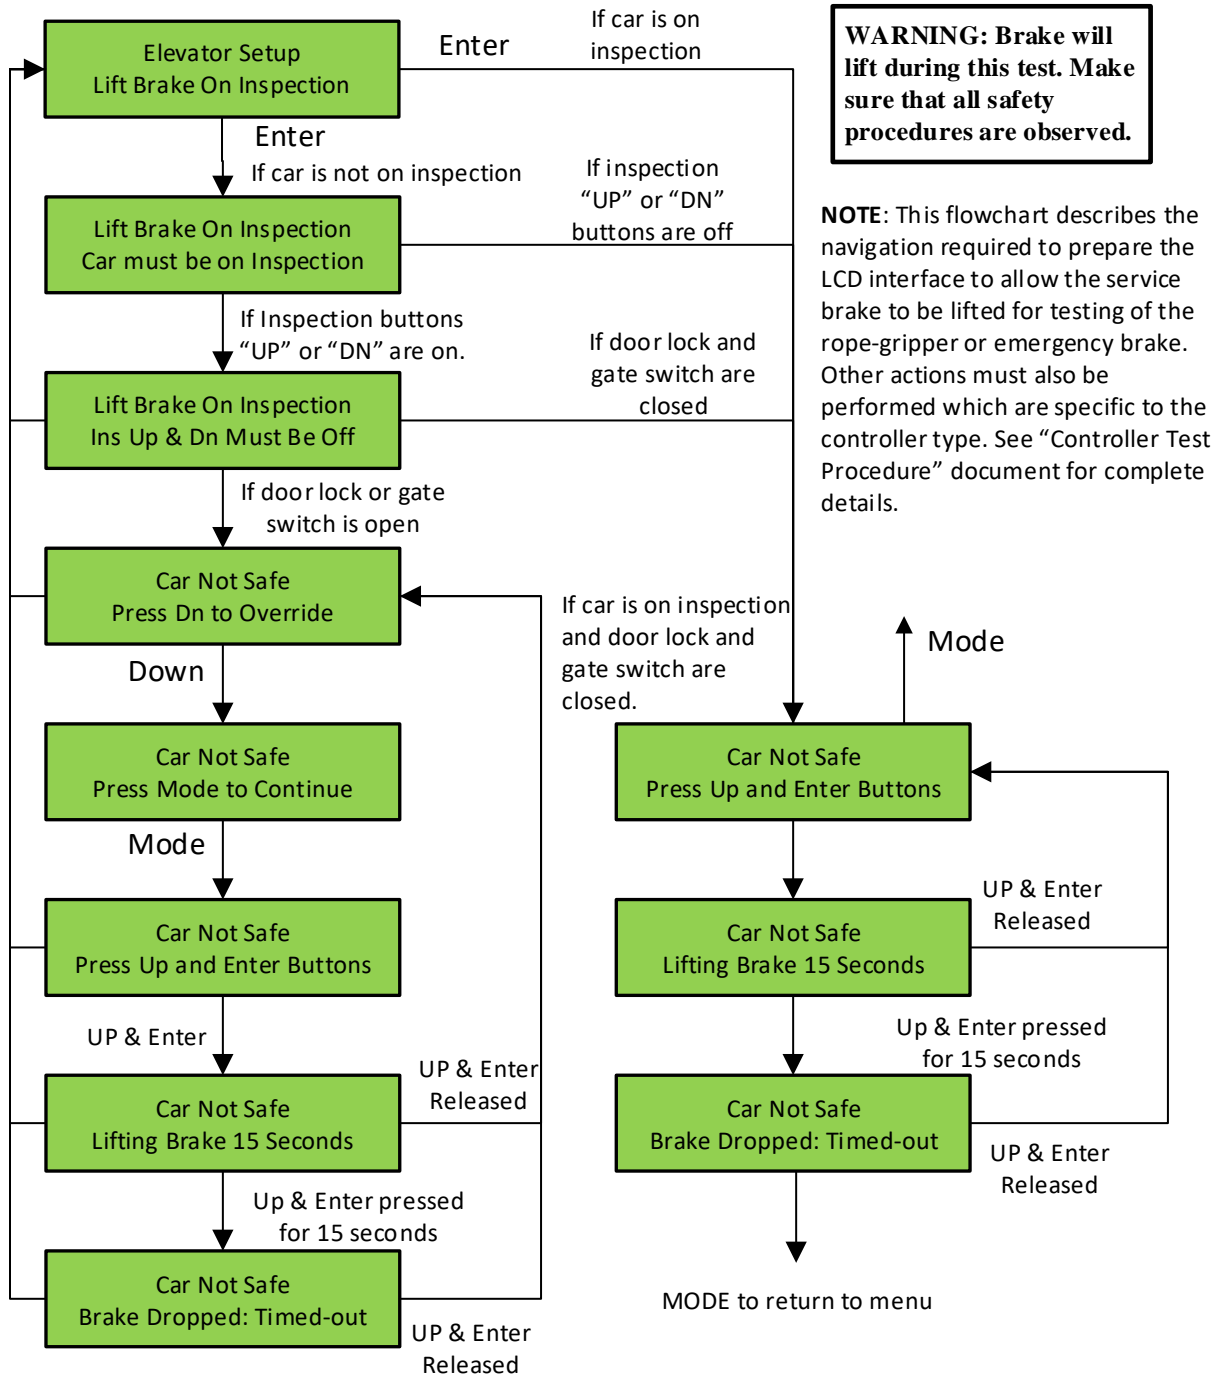 Elevator Setup
Lift Brake On Inspection
Enter
If car is on
inspection
WARNING: Brake will
lift during this test. Make
sure that all safety
procedures are observed.
Enter
If car is not on inspection
If inspection
“UP” or “DN”
buttons are off
Lift Brake On Inspection
Car must be on Inspection
NOTE: This flowchart describes the
navigation required to prepare the
LCD interface to allow the service
brake to be lifted for testing of the
rope-gripper or emergency brake.
Other actions must also be
performed which are specific to the
controller type. See “Controller Test
Procedure” document for complete
details.
If Inspection buttons
“UP” or “DN” are on.
If door lock and
gate switch are
closed
Lift Brake On Inspection
Ins Up & Dn Must Be Off
If door lock or gate
switch is open
Car Not Safe
Press Dn to Override
If car is on inspection
and door lock and
gate switch are
closed.
Mode
Down
Car Not Safe
Press Mode to Continue
Car Not Safe
Press Up and Enter Buttons
Mode
Car Not Safe
Press Up and Enter Buttons
UP & Enter
Released
Car Not Safe
Lifting Brake 15 Seconds
UP & Enter
UP & Enter
Released
Up & Enter pressed
for 15 seconds
Car Not Safe
Lifting Brake 15 Seconds
Car Not Safe
Brake Dropped: Timed-out
UP & Enter
Released
Up & Enter pressed
for 15 seconds
Car Not Safe
Brake Dropped: Timed-out
UP & Enter
Released
MODE to return to menu